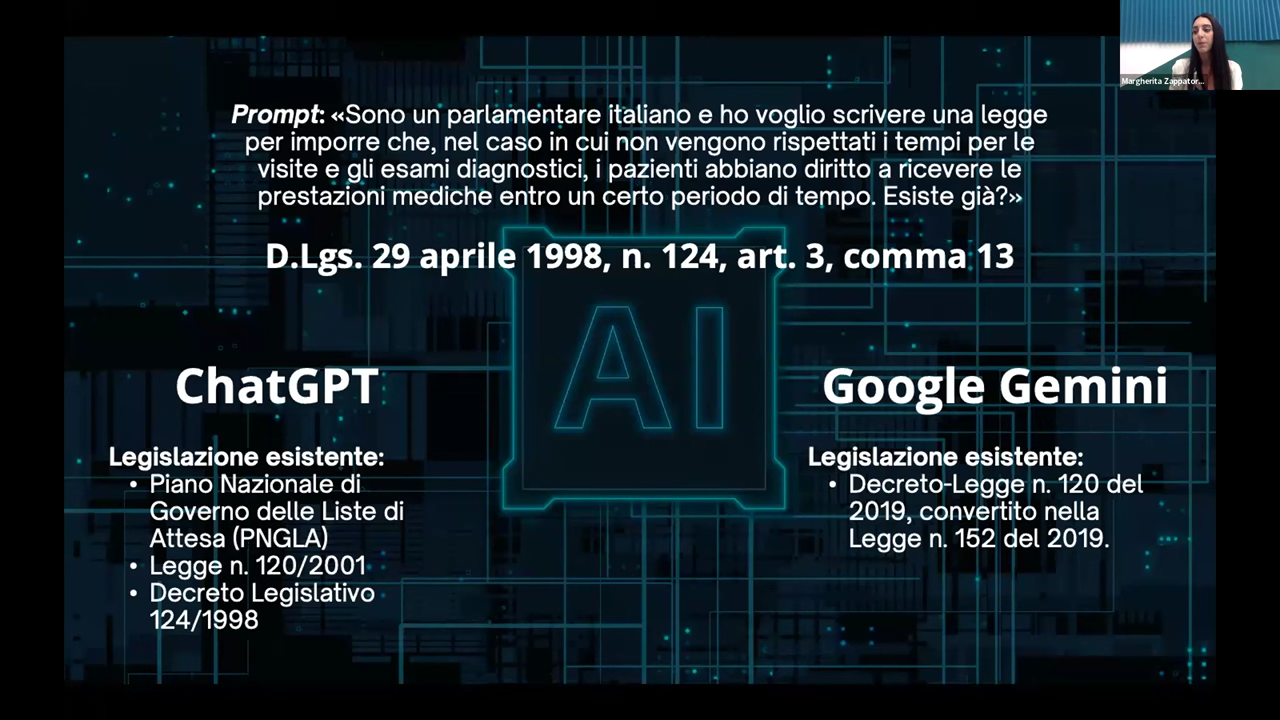 Margherita Zappator...
Prompt: «Sono un parlamentare italiano e ho voglio scrivere una legge
per imporre che, nel caso in cui non vengono rispettati i tempi per le
visite e gli esami diagnostici, i pazienti abbiano diritto a ricevere le
prestazioni mediche entro un certo periodo di tempo. Esiste già?»
D.Lgs. 29 aprile 1998, n. 124, art. 3, comma 13
AI
ChatGPT
Legislazione esistente:
• Piano Nazionale di
Governo delle Liste di
Attesa (PNGLA)
• Legge n. 120/2001
• Decreto Legislativo
124/1998
Google Gemini
Legislazione esistente:
• Decreto-Legge n. 120 del
2019, convertito nella
Legge n. 152 del 2019.